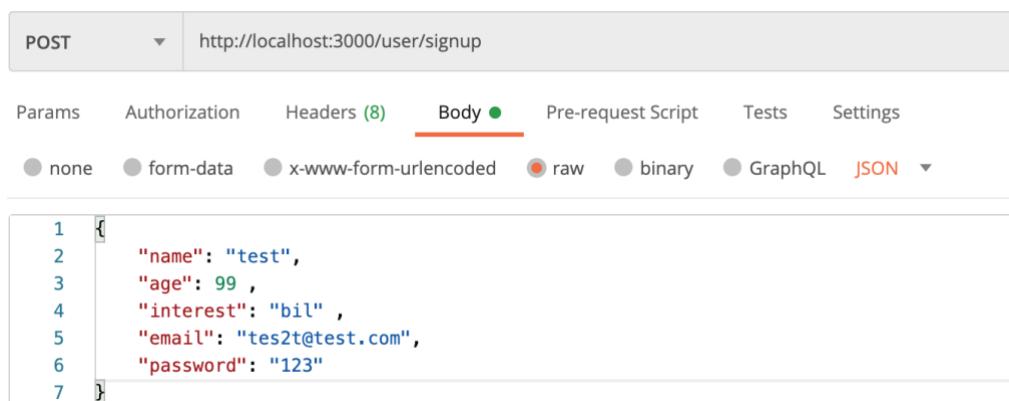 POST http://localhost:3000/user/signup
Params Authorization Headers (8) Body Pre-request Script Tests Settings
none form-data x-www-form-urlencoded raw binary GraphQL JSON
1 {
2 "name": "test",
3 "age": 99 ,
4 "interest": "bil" ,
5 "email": "tes2t@test.com",
6 "password": "123"
7 }